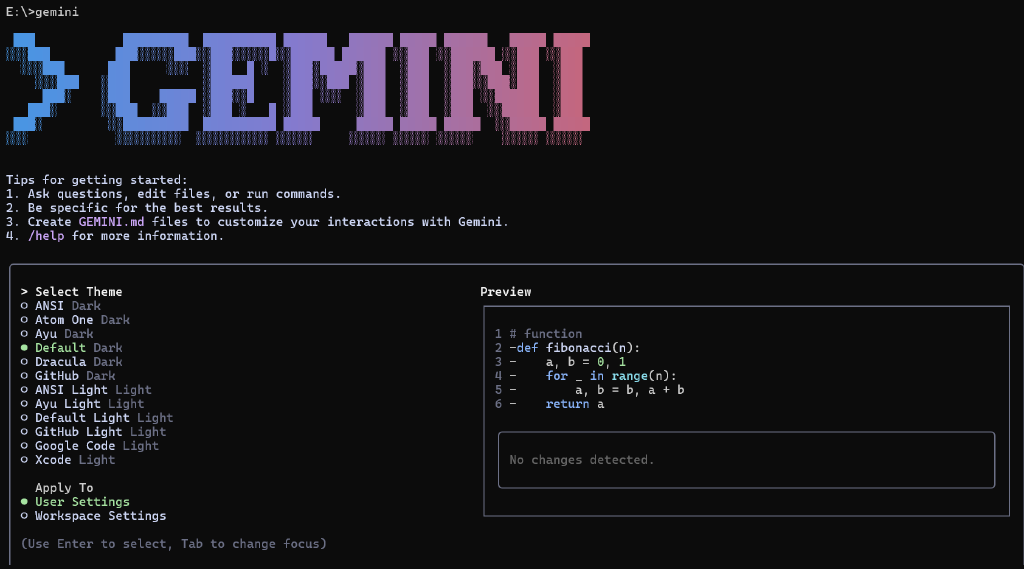 E:\>gemini
> GEMINI
Tips for getting started:
1. Ask questions, edit files, or run commands.
2. Be specific for the best results.
3. Create GEMINI.md files to customize your interactions with Gemini.
4. /help for more information.
> Select Theme
ANSI Dark
Atom One Dark
Ayu Dark
Default Dark
Dracula Dark
GitHub Dark
ANSI Light Light
Ayu Light Light
Default Light Light
GitHub Light Light
Google Code Light
Xcode Light
Apply To
User Settings
Workspace Settings
(Use Enter to select, Tab to change focus)
Preview
1 # function
2 -def fibonacci(n):
3 -    a, b = 0, 1
4 -    for _ in range(n):
5 -        a, b = b, a + b
6 -    return a
No changes detected.